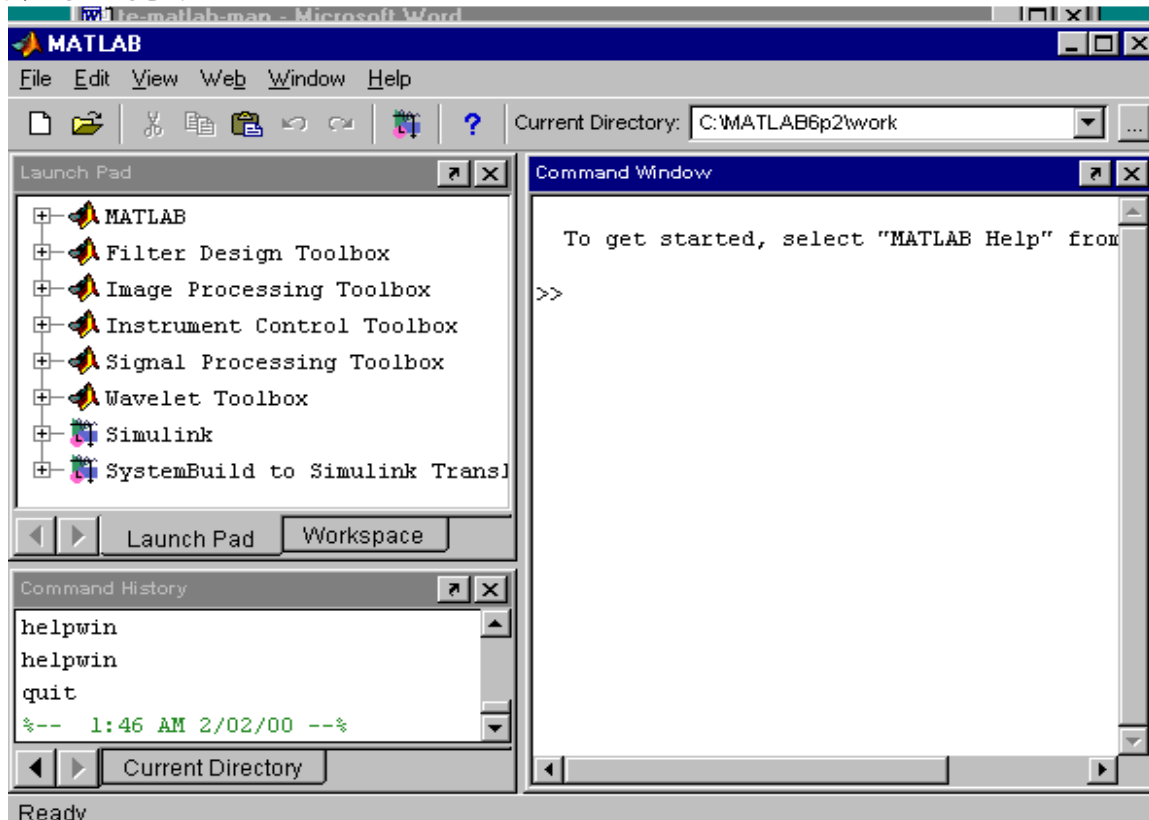 te-matlab-man - Microsoft Word
MATLAB
File Edit View Web Window Help
? Current Directory: C:\MATLAB6p2\work ...
Launch Pad
MATLAB
Filter Design Toolbox
Image Processing Toolbox
Instrument Control Toolbox
Signal Processing Toolbox
Wavelet Toolbox
Simulink
SystemBuild to Simulink Transl
Launch Pad Workspace
Command History
helpwin
helpwin
quit
%-- 1:46 AM 2/02/00 --%
Current Directory
Command Window
To get started, select "MATLAB Help" from
>>
Ready